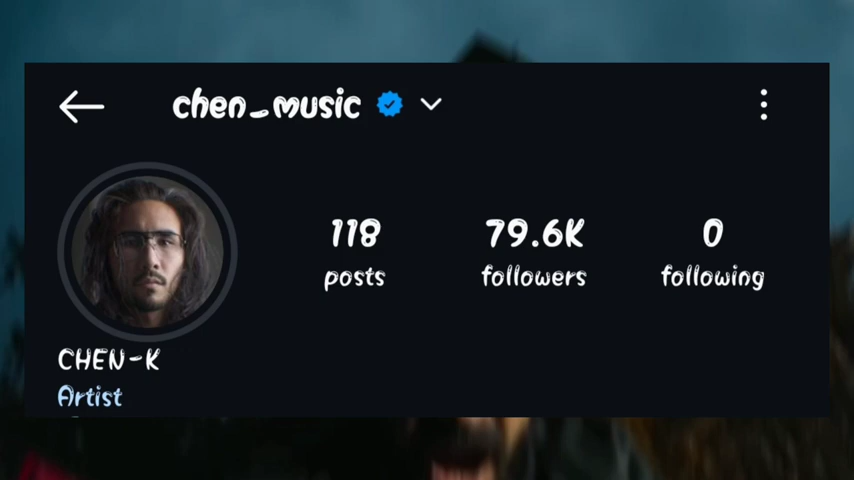 chen_music
118 79.6K 0
posts followers following
CHEN-K
Artist